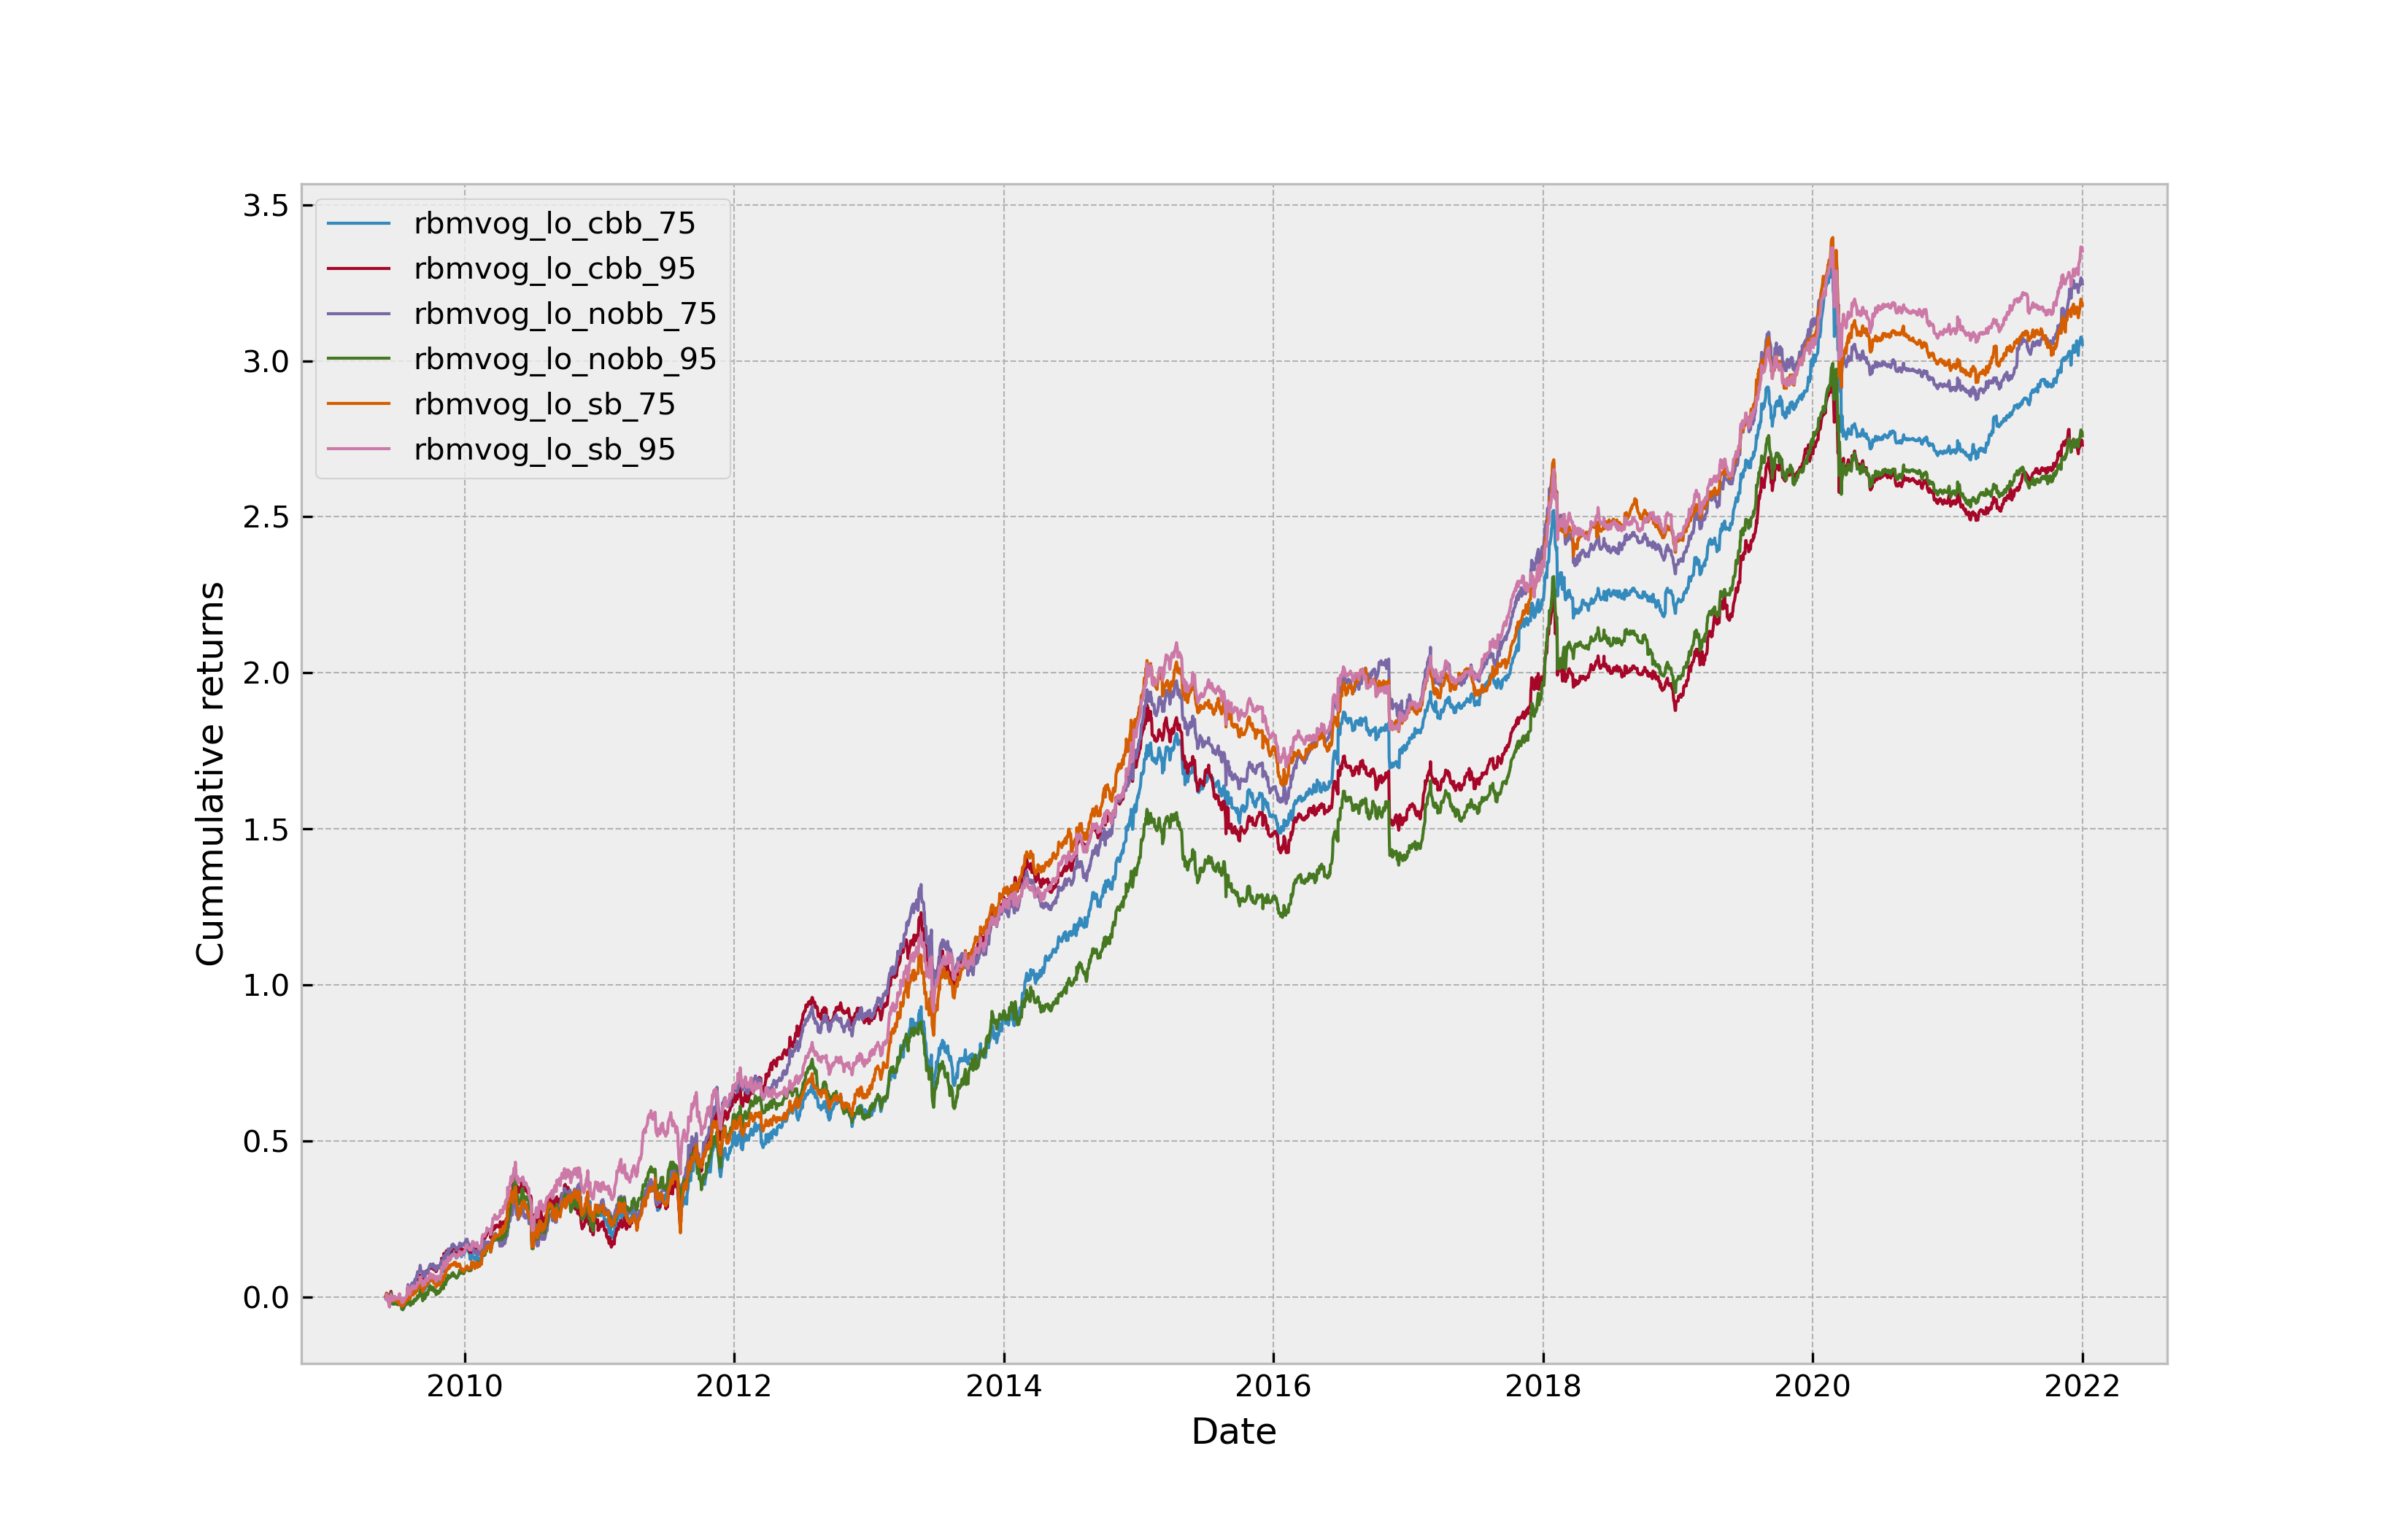 3.5
3.0
2.5
2.0
1.5
1.0
0.5
0.0
Cummulative returns
rbmvog_lo_cbb_75
rbmvog_lo_cbb_95
rbmvog_lo_nobb_75
rbmvog_lo_nobb_95
rbmvog_lo_sb_75
rbmvog_lo_sb_95
2010 2012 2014 2016 2018 2020 2022
Date